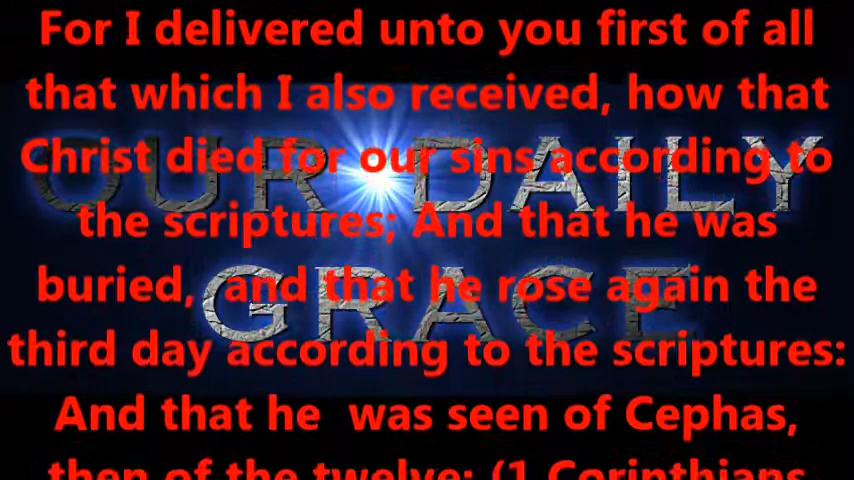 For I delivered unto you first of all
that which I also received, how that
Christ died for our sins according to
the scriptures; And that he was
buried,  and that he rose again the
third day according to the scriptures:
And that he  was seen of Cephas,
then of the twelve: (1 Corinthians
OUR DAILY
GRACE